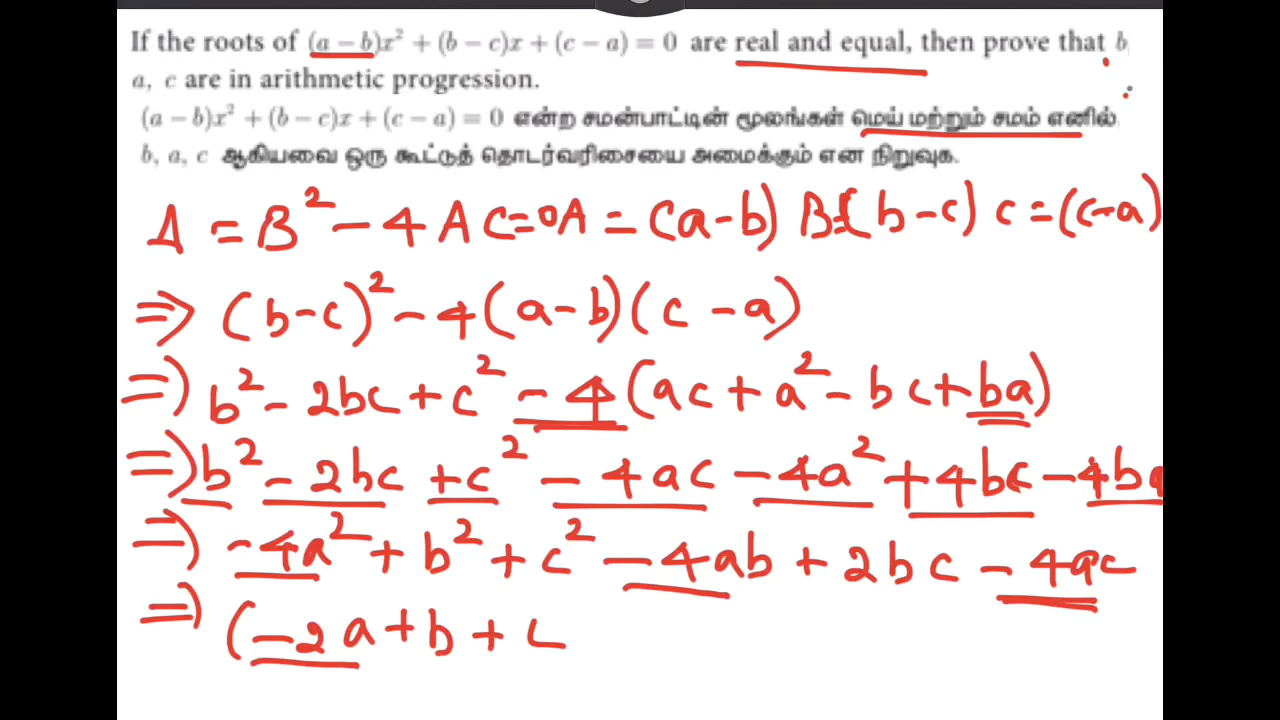 If the roots of (a − b)x² + (b − c)x + (c − a) = 0 are real and equal, then prove that b
a, c are in arithmetic progression.
(a − b)x² + (b − c)x + (c − a) = 0 என்ற சமன்பாட்டின் மூலங்கள் மெய் மற்றும் சமம் எனில்
b, a, c ஆகியவை ஒரு கூட்டுத் தொடர்வரிசையை அமைக்கும் என நிறுவுக.
Δ = B² − 4AC=0 A = (a-b) B=(b-c) c = (c-a)
⇒ (b-c)² − 4(a-b)(c-a)
⇒ b² − 2bc + c² − 4(ac + a² − bc + ba)
⇒ b² − 2bc + c² − 4ac − 4a² + 4bc − 4ba
⇒ −4a² + b² + c² − 4ab + 2bc − 4ac
⇒ (−2a + b + c